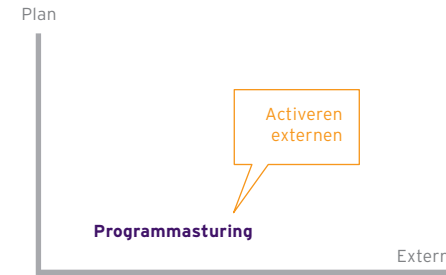 Plan
Activeren
externen
Programmasturing
Extern